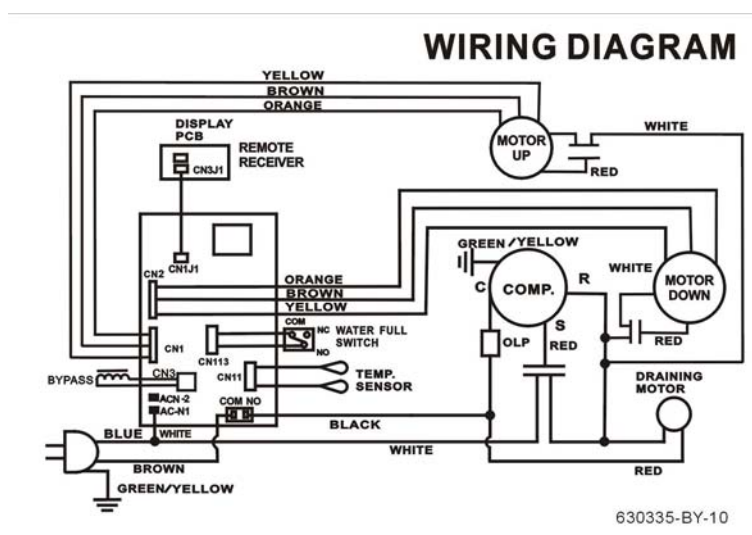 WIRING DIAGRAM
YELLOW
BROWN
ORANGE
DISPLAY
PCB
REMOTE
RECEIVER
CN3J1
MOTOR
UP
WHITE
RED
CN1J1
CN2
ORANGE
BROWN
YELLOW
GREEN/YELLOW
C
COMP.
R
S
RED
OLP
WHITE
MOTOR
DOWN
RED
CN1
CN113
COM
NC
NO
WATER FULL
SWITCH
BYPASS
CN3
CN11
TEMP.
SENSOR
ACN-2
AC-N1
COM NO
BLACK
DRAINING
MOTOR
BLUE
WHITE
WHITE
BROWN
RED
GREEN/YELLOW
630335-BY-10